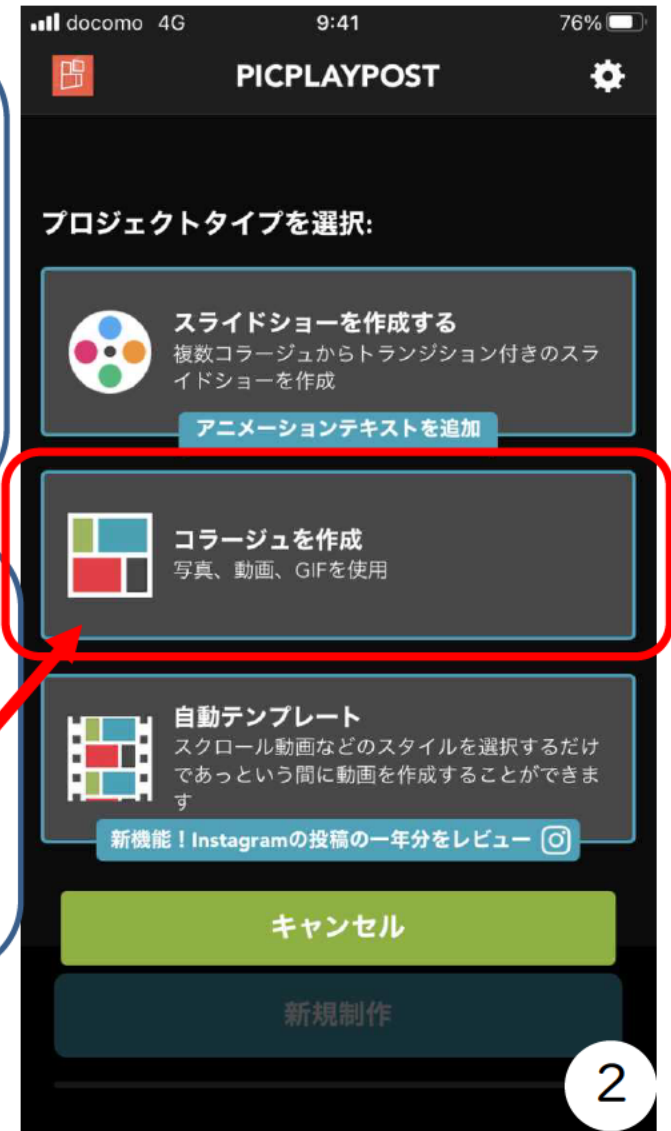 docomo 4G 9:41 76%
PICPLAYPOST
プロジェクトタイプを選択:
スライドショーを作成する
複数コラージュからトランジション付きのスラ
イドショーを作成
アニメーションテキストを追加
コラージュを作成
写真、動画、GIFを使用
自動テンプレート
スクロール動画などのスタイルを選択するだけ
であっという間に動画を作成することができま
す
新機能！Instagramの投稿の一年分をレビュー
キャンセル
新規制作
2